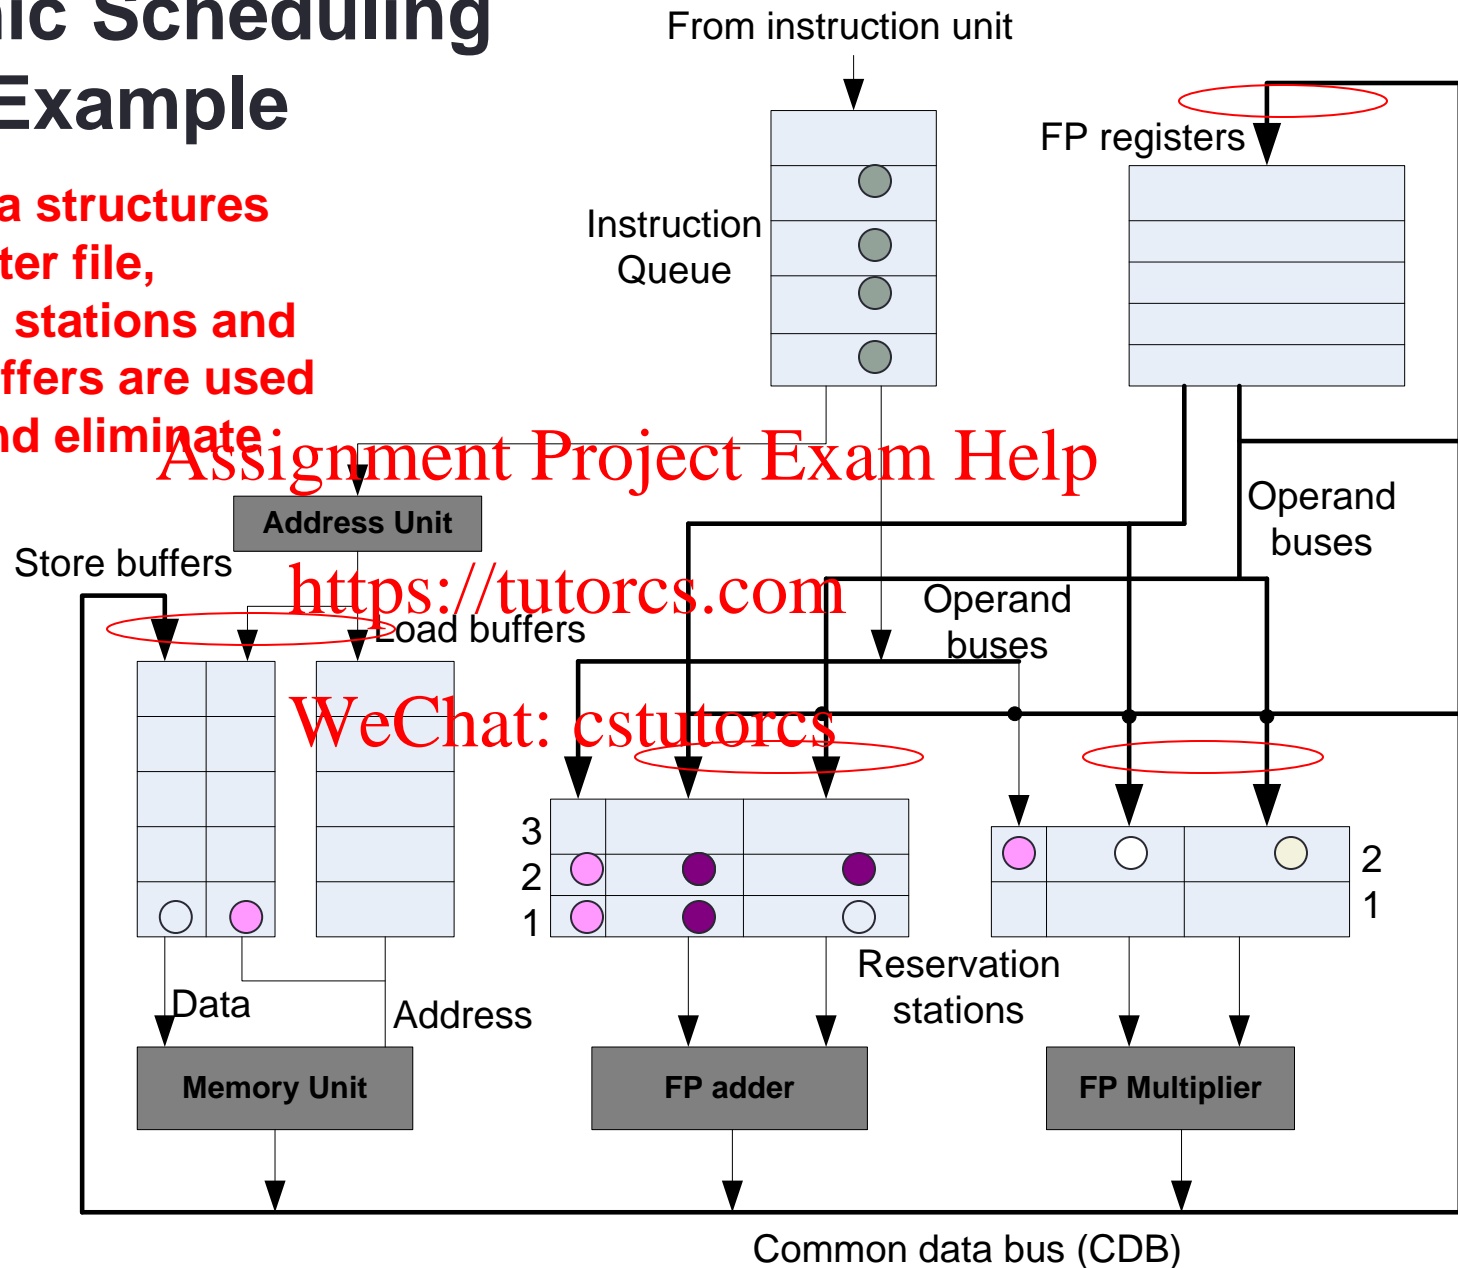 nic Scheduling
Example
a structures
ter file,
stations and
ffers are used
nd eliminate
From instruction unit
FP registers
Instruction
Queue
Assignment Project Exam Help
Operand
buses
Address Unit
Store buffers
https://tutorcs.com
Load buffers
Operand
buses
WeChat: cstutorcs
3
2
1
2
1
Reservation
stations
Data
Address
Memory Unit
FP adder
FP Multiplier
Common data bus (CDB)